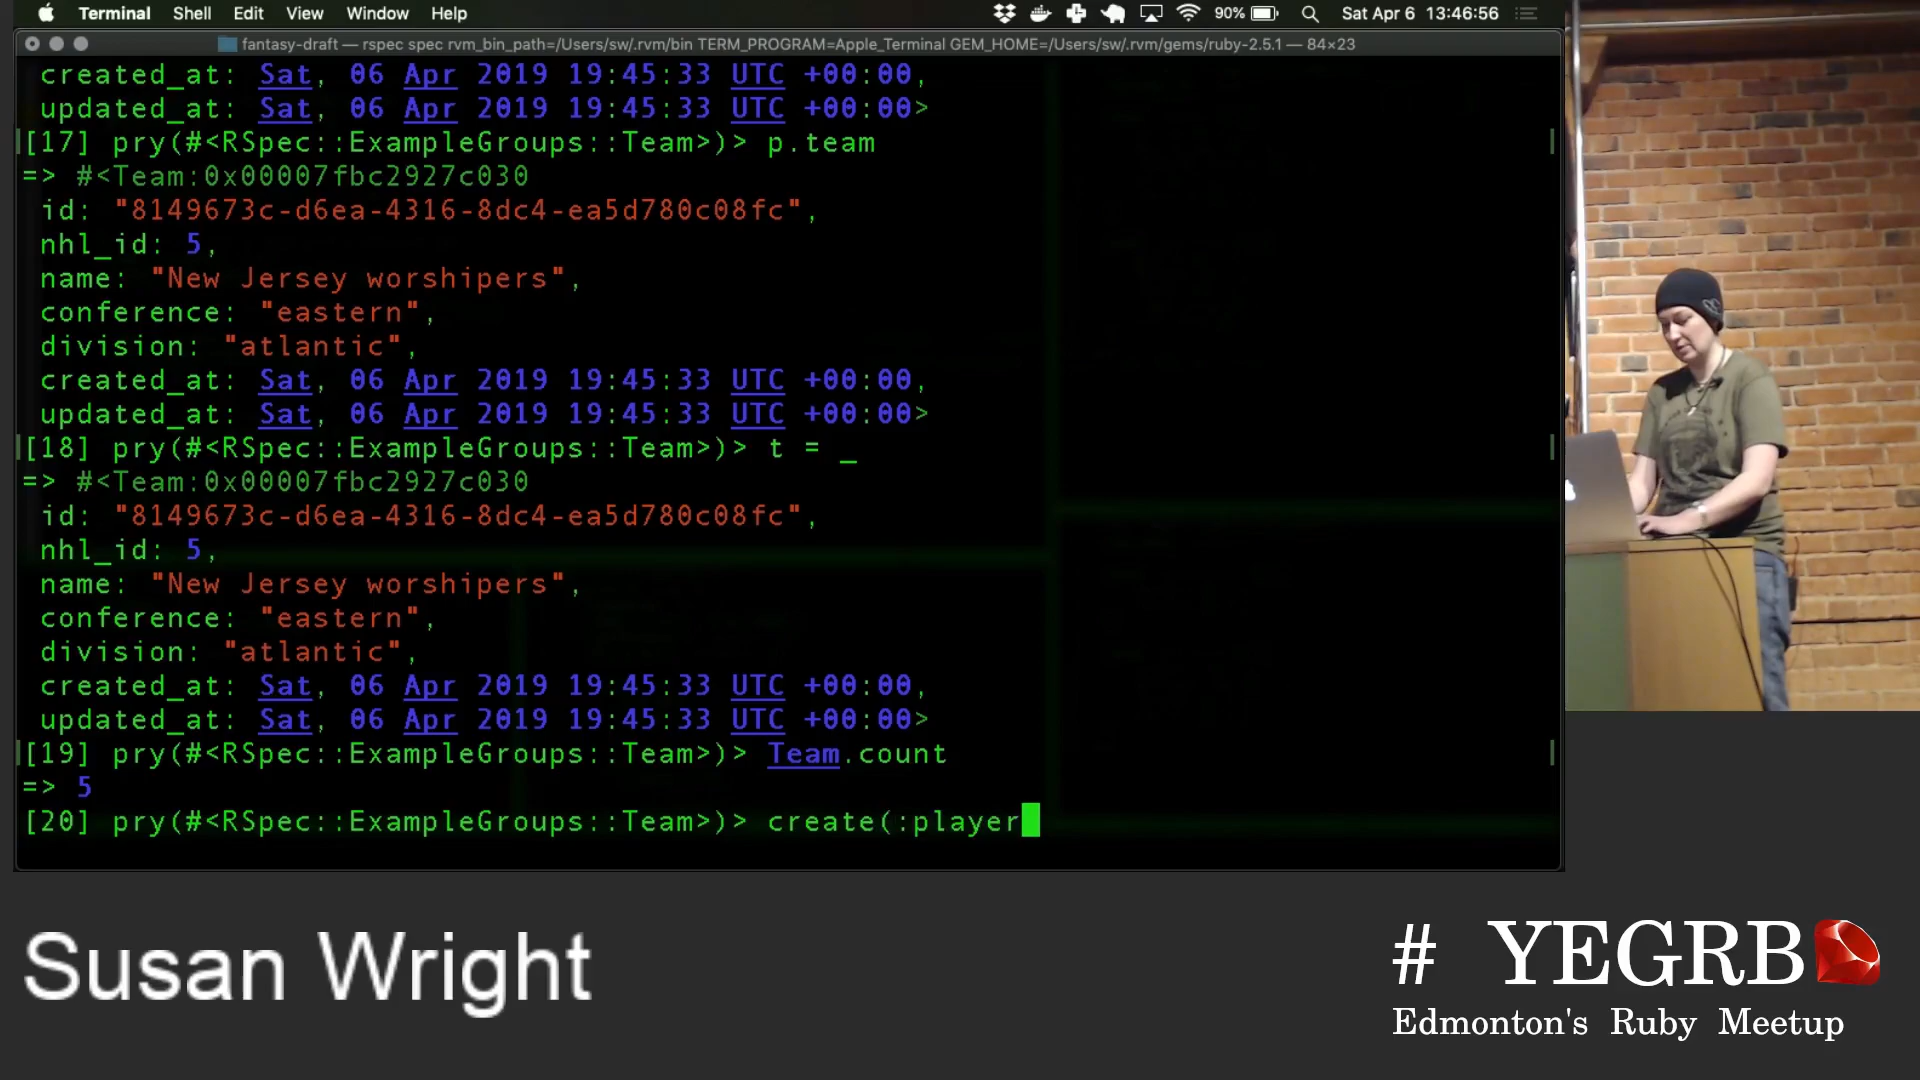 Terminal Shell Edit View Window Help 90% Sat Apr 6 13:46:56
fantasy-draft — rspec spec rvm_bin_path=/Users/sw/.rvm/bin TERM_PROGRAM=Apple_Terminal GEM_HOME=/Users/sw/.rvm/gems/ruby-2.5.1 — 84×23
created_at: Sat, 06 Apr 2019 19:45:33 UTC +00:00,
updated_at: Sat, 06 Apr 2019 19:45:33 UTC +00:00>
[17] pry(#<RSpec::ExampleGroups::Team>)> p.team
=> #<Team:0x00007fbc2927c030
id: "8149673c-d6ea-4316-8dc4-ea5d780c08fc",
nhl_id: 5,
name: "New Jersey worshipers",
conference: "eastern",
division: "atlantic",
created_at: Sat, 06 Apr 2019 19:45:33 UTC +00:00,
updated_at: Sat, 06 Apr 2019 19:45:33 UTC +00:00>
[18] pry(#<RSpec::ExampleGroups::Team>)> t = _
=> #<Team:0x00007fbc2927c030
id: "8149673c-d6ea-4316-8dc4-ea5d780c08fc",
nhl_id: 5,
name: "New Jersey worshipers",
conference: "eastern",
division: "atlantic",
created_at: Sat, 06 Apr 2019 19:45:33 UTC +00:00,
updated_at: Sat, 06 Apr 2019 19:45:33 UTC +00:00>
[19] pry(#<RSpec::ExampleGroups::Team>)> Team.count
=> 5
[20] pry(#<RSpec::ExampleGroups::Team>)> create(:player
Susan Wright
# YEGRB
Edmonton's Ruby Meetup